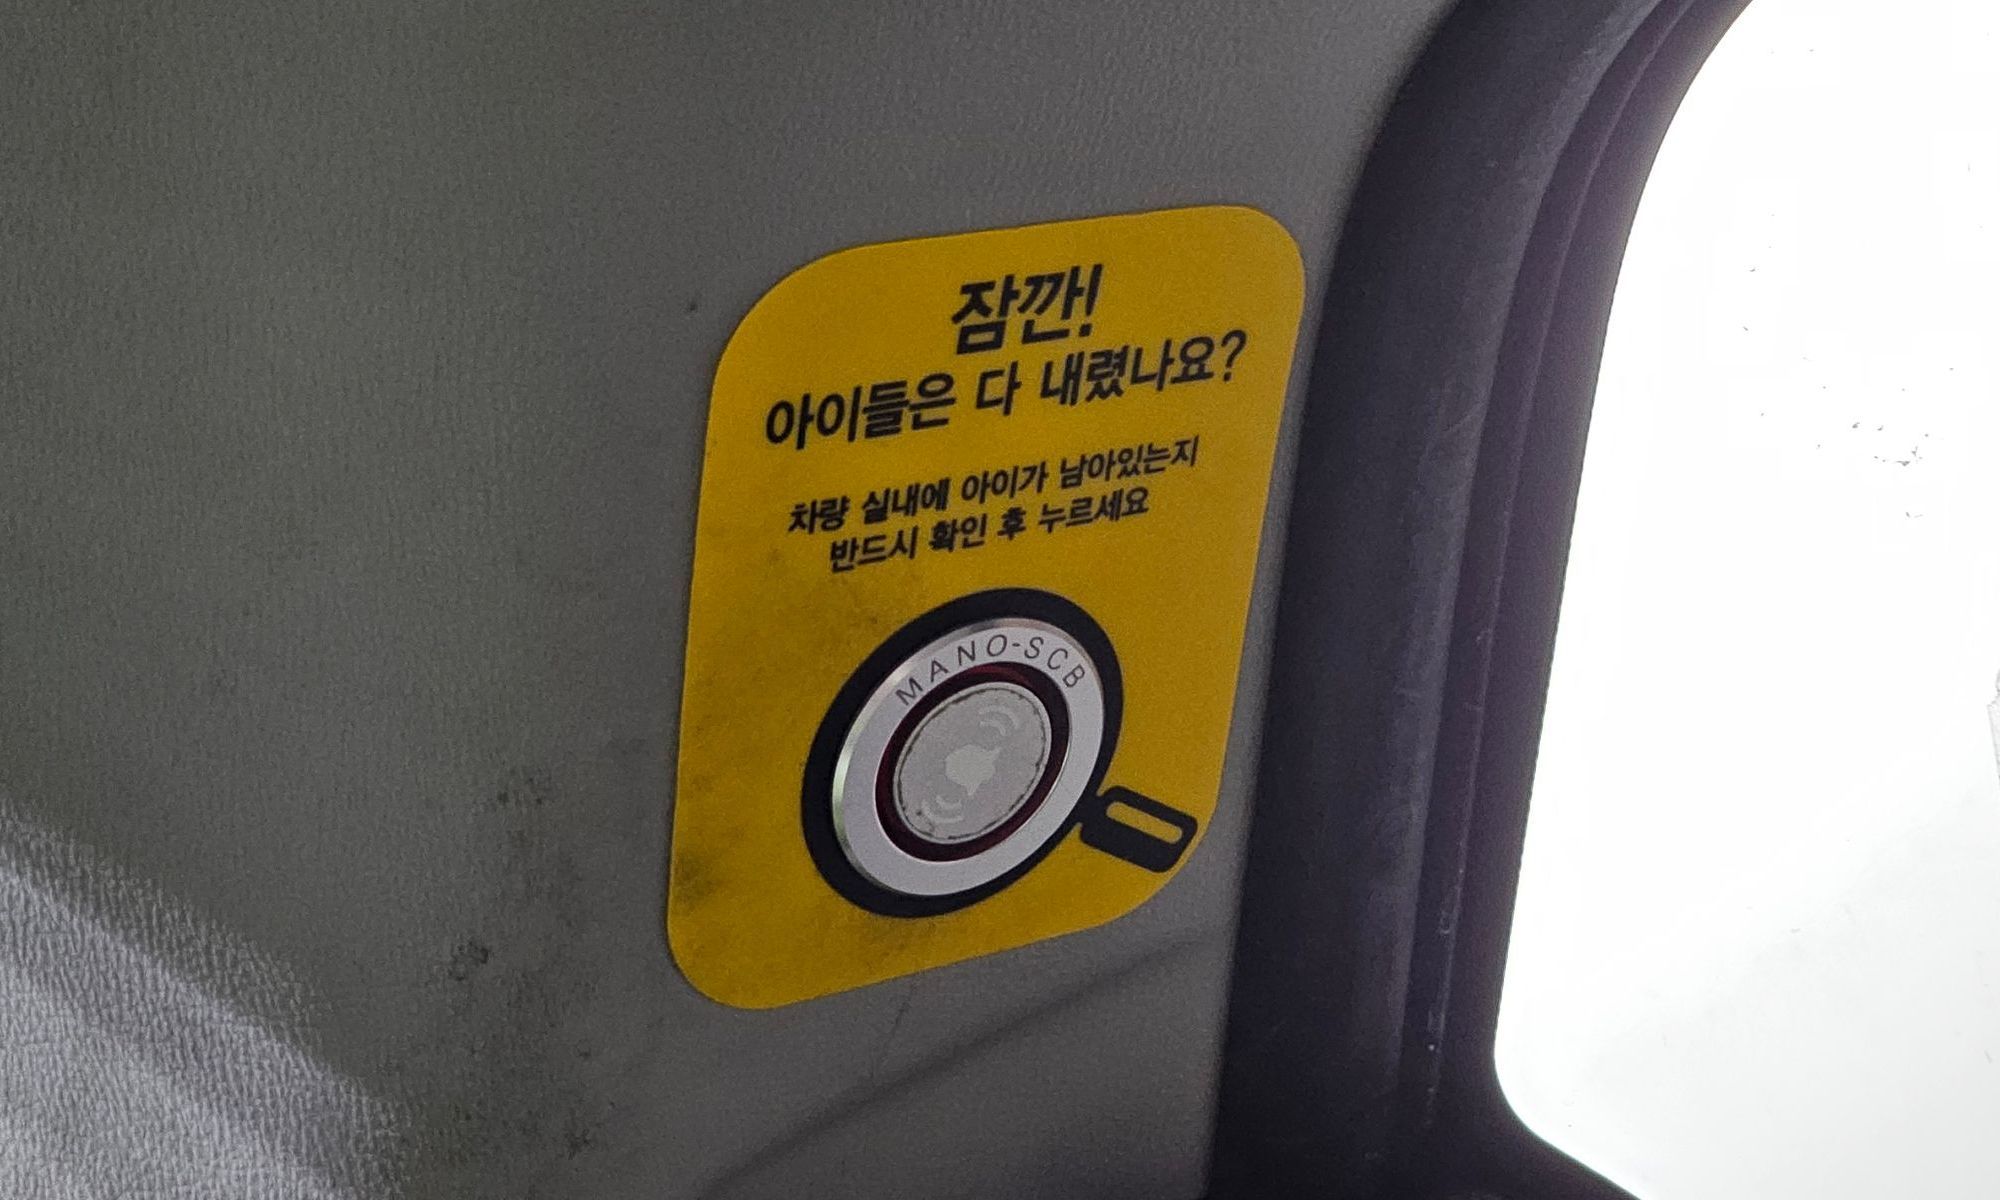 잠깐!
아이들은 다 내렸나요?
차량 실내에 아이가 남아있는지
반드시 확인 후 누르세요
MANO-SCB